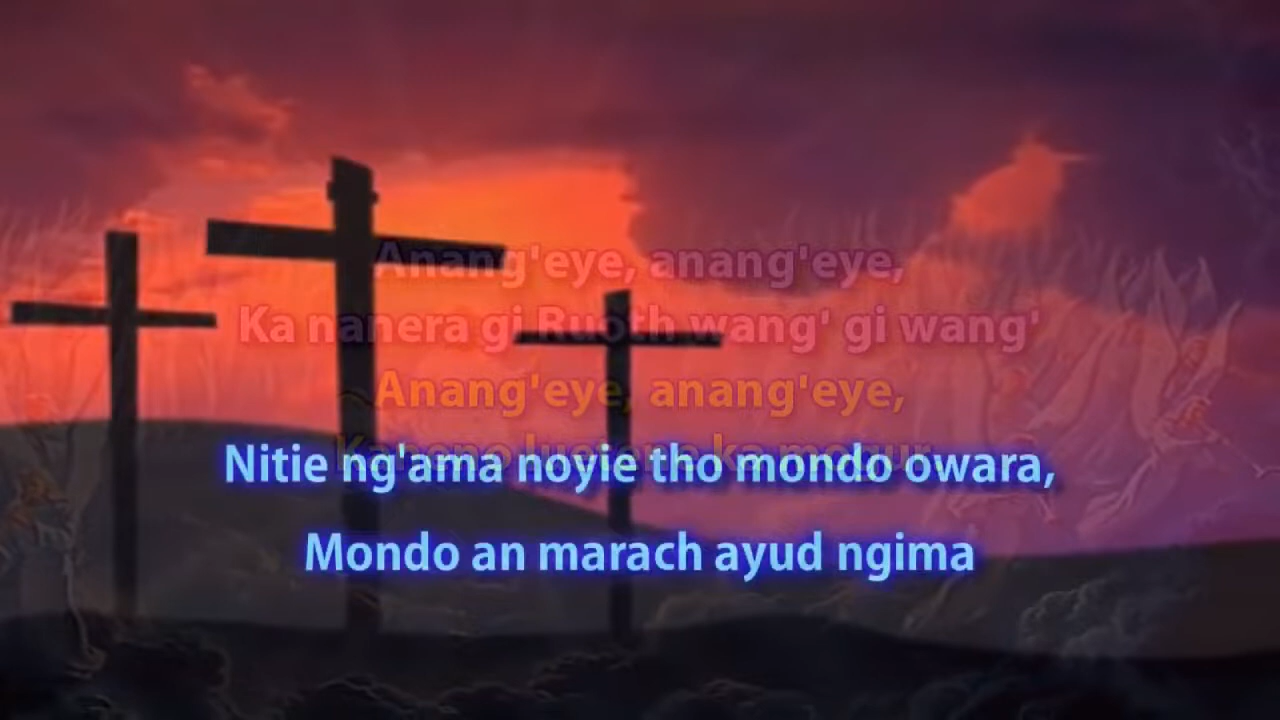 Anang'eye, anang'eye,
Ka nanera gi Ruoth wang' gi wang'
Anang'eye, anang'eye,
Nitie ng'ama noyie tho mondo owara,
Mondo an marach ayud ngima